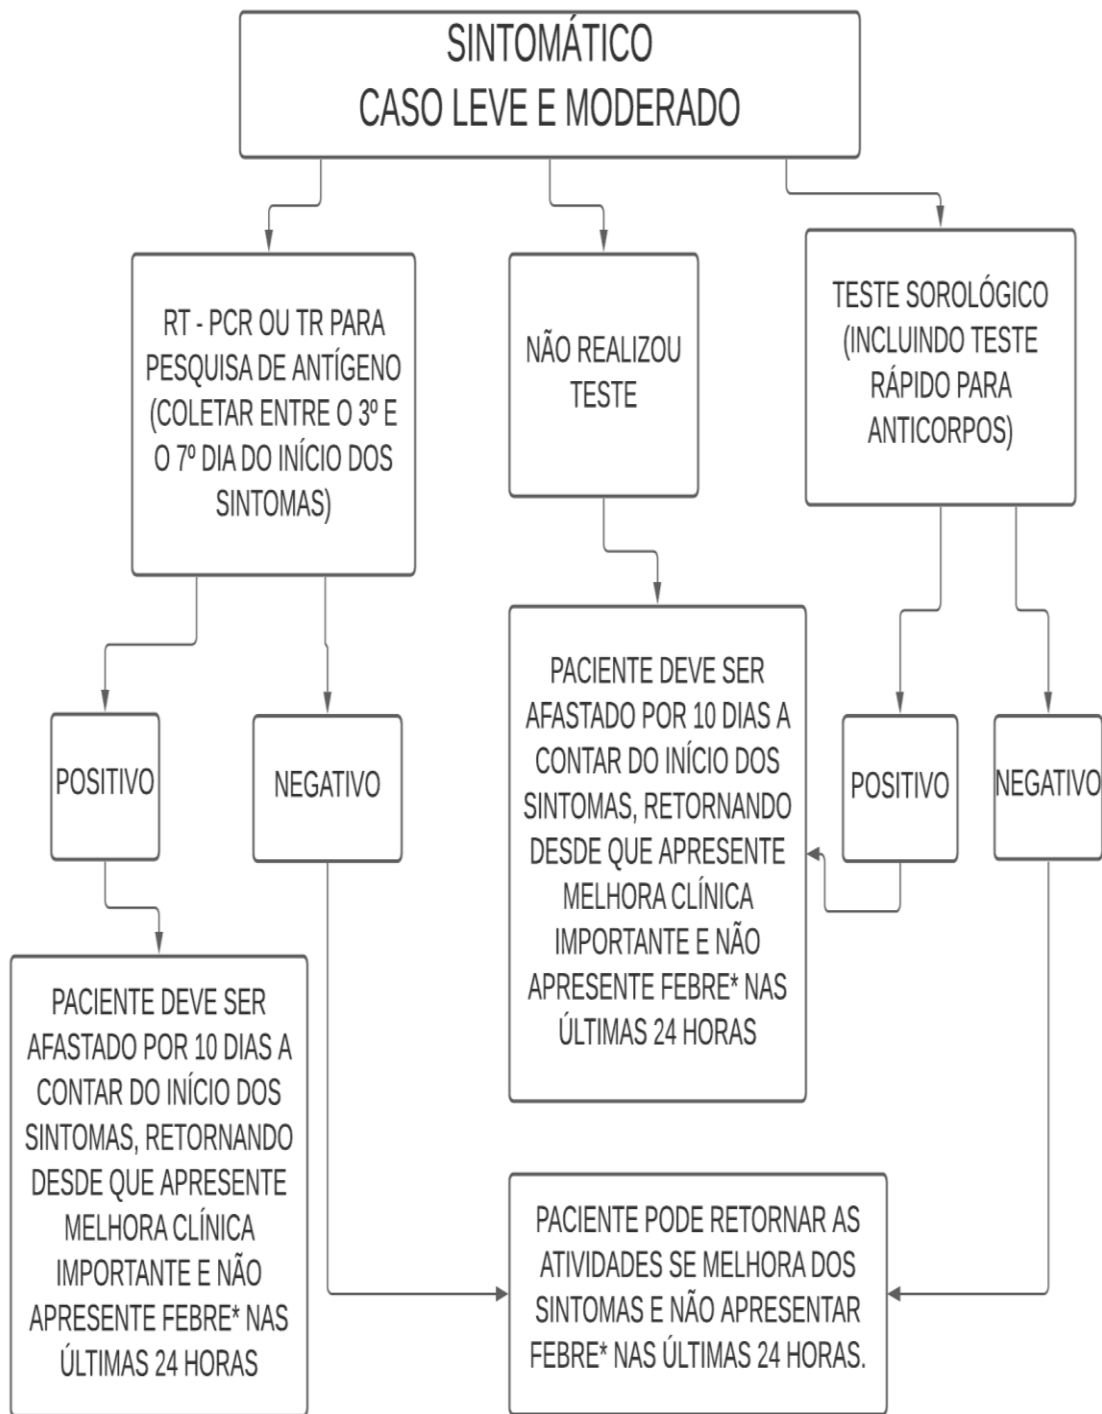 SINTOMÁTICO
CASO LEVE E MODERADO
RT - PCR OU TR PARA
PESQUISA DE ANTÍGENO
(COLETAR ENTRE O 3º E
O 7º DIA DO INÍCIO DOS
SINTOMAS)
NÃO REALIZOU
TESTE
TESTE SOROLÓGICO
(INCLUINDO TESTE
RÁPIDO PARA
ANTICORPOS)
POSITIVO
NEGATIVO
PACIENTE DEVE SER
AFASTADO POR 10 DIAS A
CONTAR DO INÍCIO DOS
SINTOMAS, RETORNANDO
DESDE QUE APRESENTE
MELHORA CLÍNICA
IMPORTANTE E NÃO
APRESENTE FEBRE* NAS
ÚLTIMAS 24 HORAS
POSITIVO
NEGATIVO
PACIENTE DEVE SER
AFASTADO POR 10 DIAS A
CONTAR DO INÍCIO DOS
SINTOMAS, RETORNANDO
DESDE QUE APRESENTE
MELHORA CLÍNICA
IMPORTANTE E NÃO
APRESENTE FEBRE* NAS
ÚLTIMAS 24 HORAS
PACIENTE PODE RETORNAR AS
ATIVIDADES SE MELHORA DOS
SINTOMAS E NÃO APRESENTAR
FEBRE* NAS ÚLTIMAS 24 HORAS.